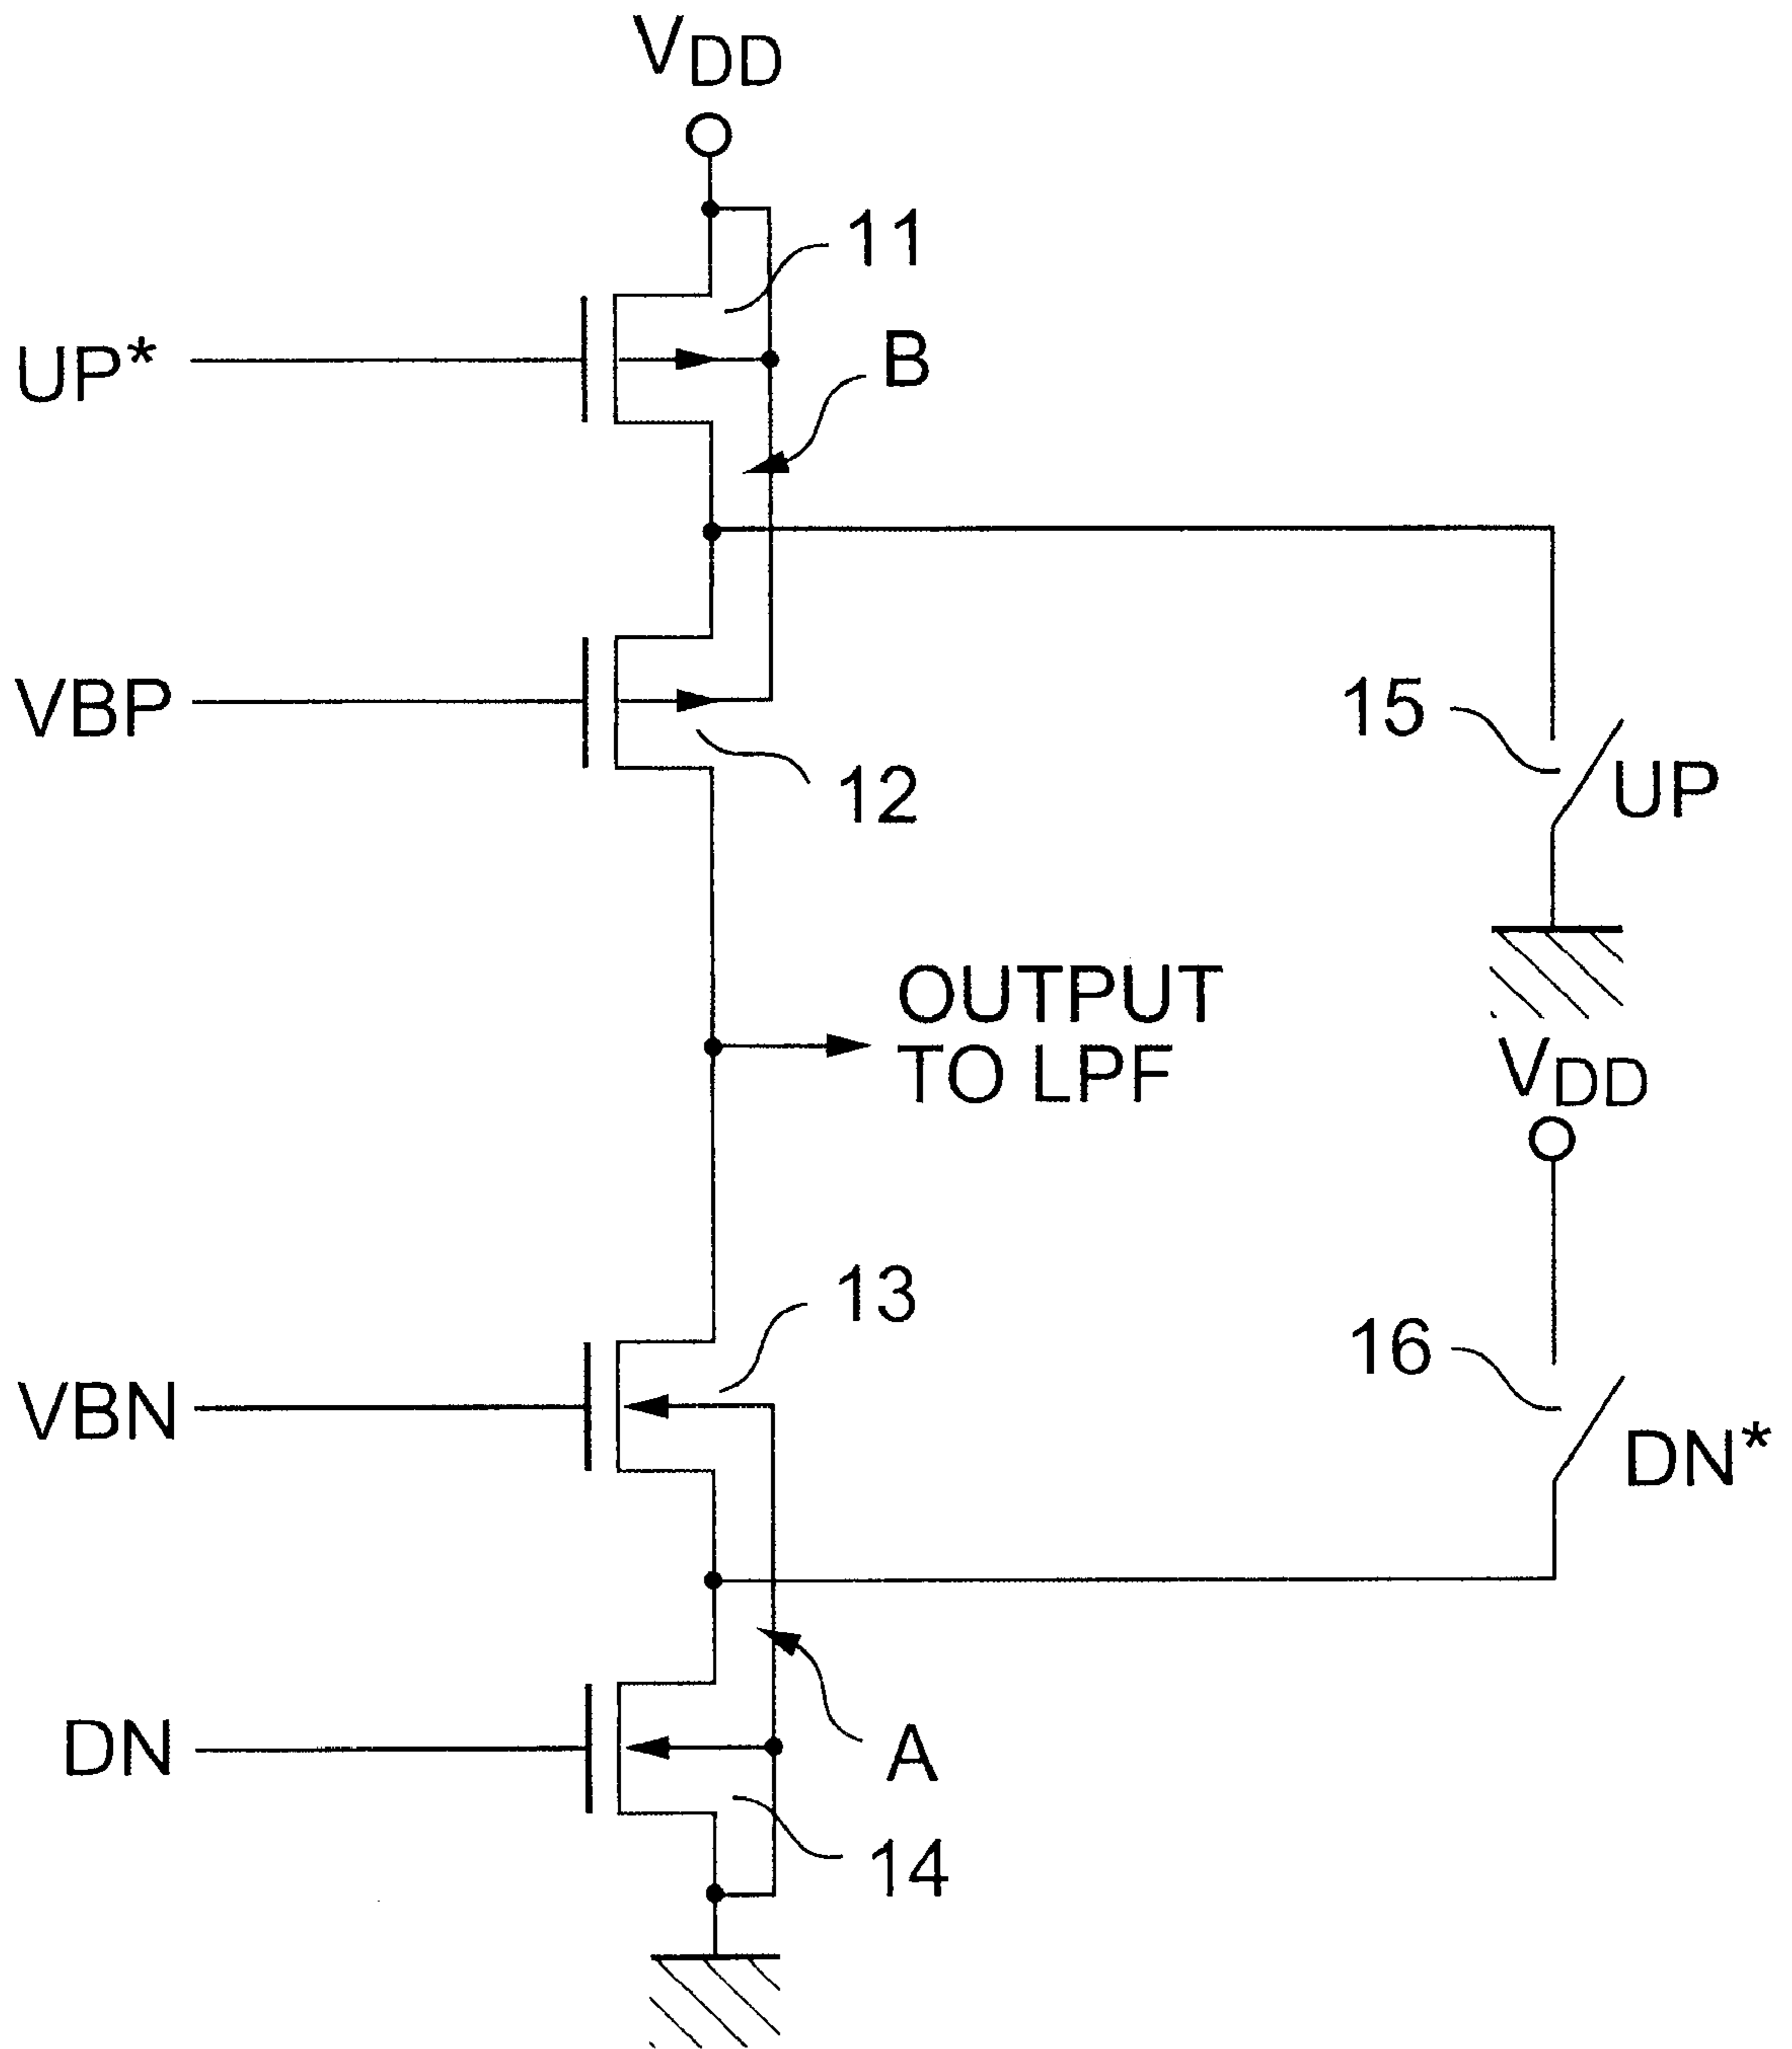 VDD
11
UP*
B
VBP
12
15
UP
OUTPUT
TO LPF
VDD
13
VBN
16
DN*
DN
A
14